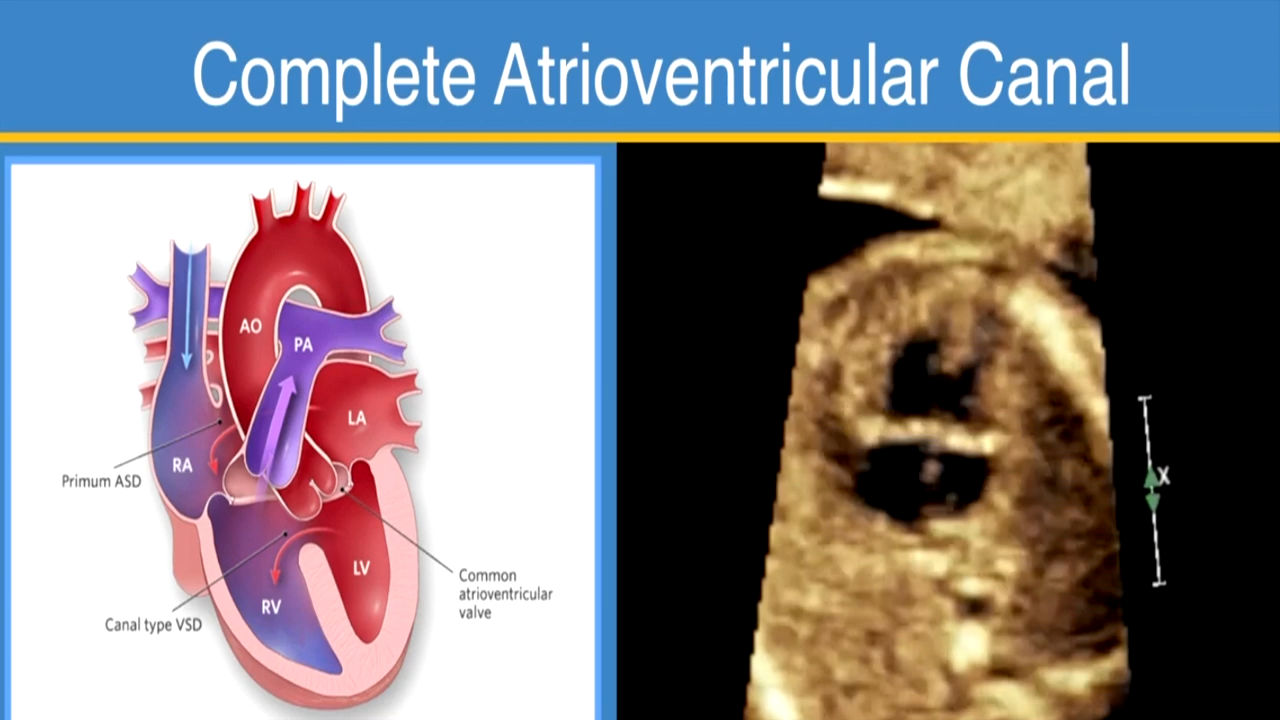 Complete Atrioventricular Canal
AO
PA
LA
RA
Primum ASD
LV
Common
atrioventricular
valve
RV
Canal type VSD
X